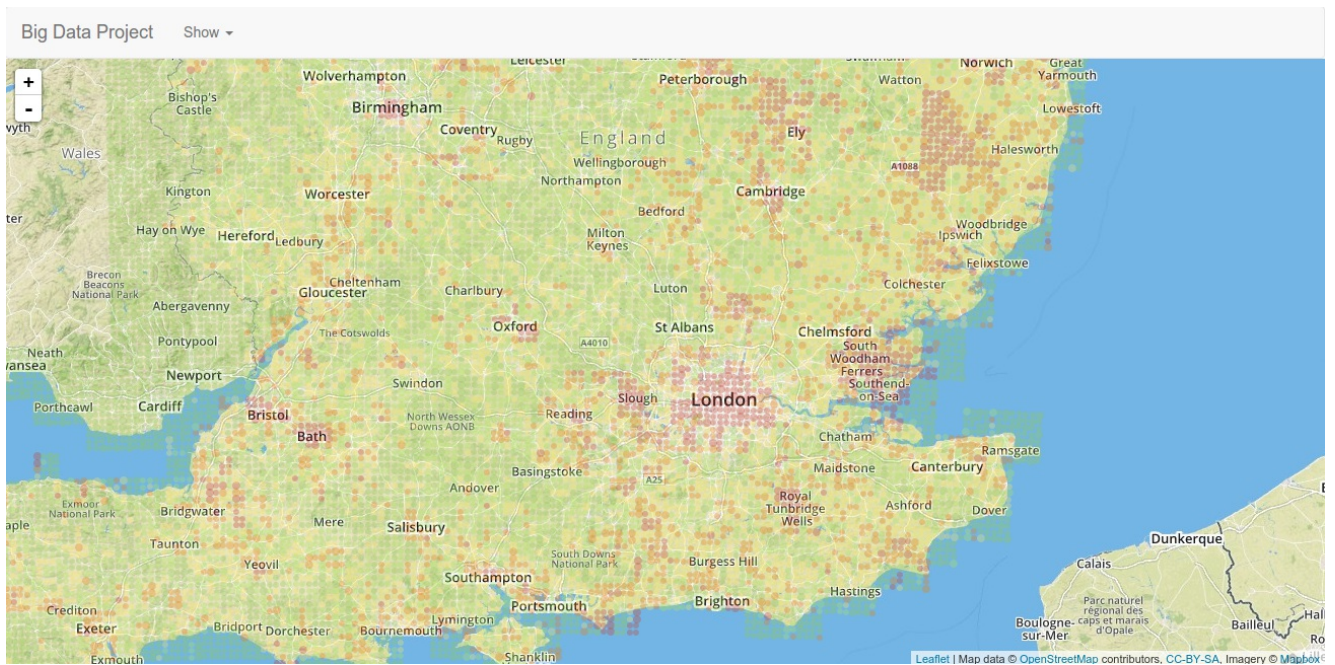 Big Data Project
Show
+
-
Leicester
Wolverhampton
Peterborough
Norwich
Great
Yarmouth
Watton
Bishop's
Castle
Birmingham
Lowestoft
Coventry
Rugby
England
Ely
Halesworth
Wales
Wellingborough
A1088
Northampton
Kington
Worcester
Cambridge
Bedford
Hay on Wye
Hereford
Ledbury
Milton
Keynes
Woodbridge
Ipswich
Felixstowe
Brecon
Beacons
National Park
Cheltenham
Gloucester
Charlbury
Luton
Colchester
Abergavenny
The Cotswolds
Oxford
A4010
St Albans
Chelmsford
South
Woodham
Ferrers
Southend-
on-Sea
Pontypool
Neath
wansea
Newport
Swindon
Slough
London
Porthcawl
Cardiff
Bristol
Bath
North Wessex
Downs AONB
Reading
Chatham
Ramsgate
Basingstoke
A25
Maidstone
Canterbury
Andover
Exmoor
National Park
Bridgwater
Mere
Salisbury
Royal
Tunbridge
Wells
Ashford
Dover
Taunton
Yeovil
South Downs
National Park
Burgess Hill
Dunkerque
Calais
Southampton
Hastings
Portsmouth
Brighton
Crediton
Exeter
Bridport
Dorchester
Bournemouth
Lymington
Parc naturel
régional des
caps et marais
d'Opale
Boulogne-
sur-Mer
Bailleul
Exmouth
Shanklin
Leaflet | Map data © OpenStreetMap contributors, CC-BY-SA, Imagery © Mapbox